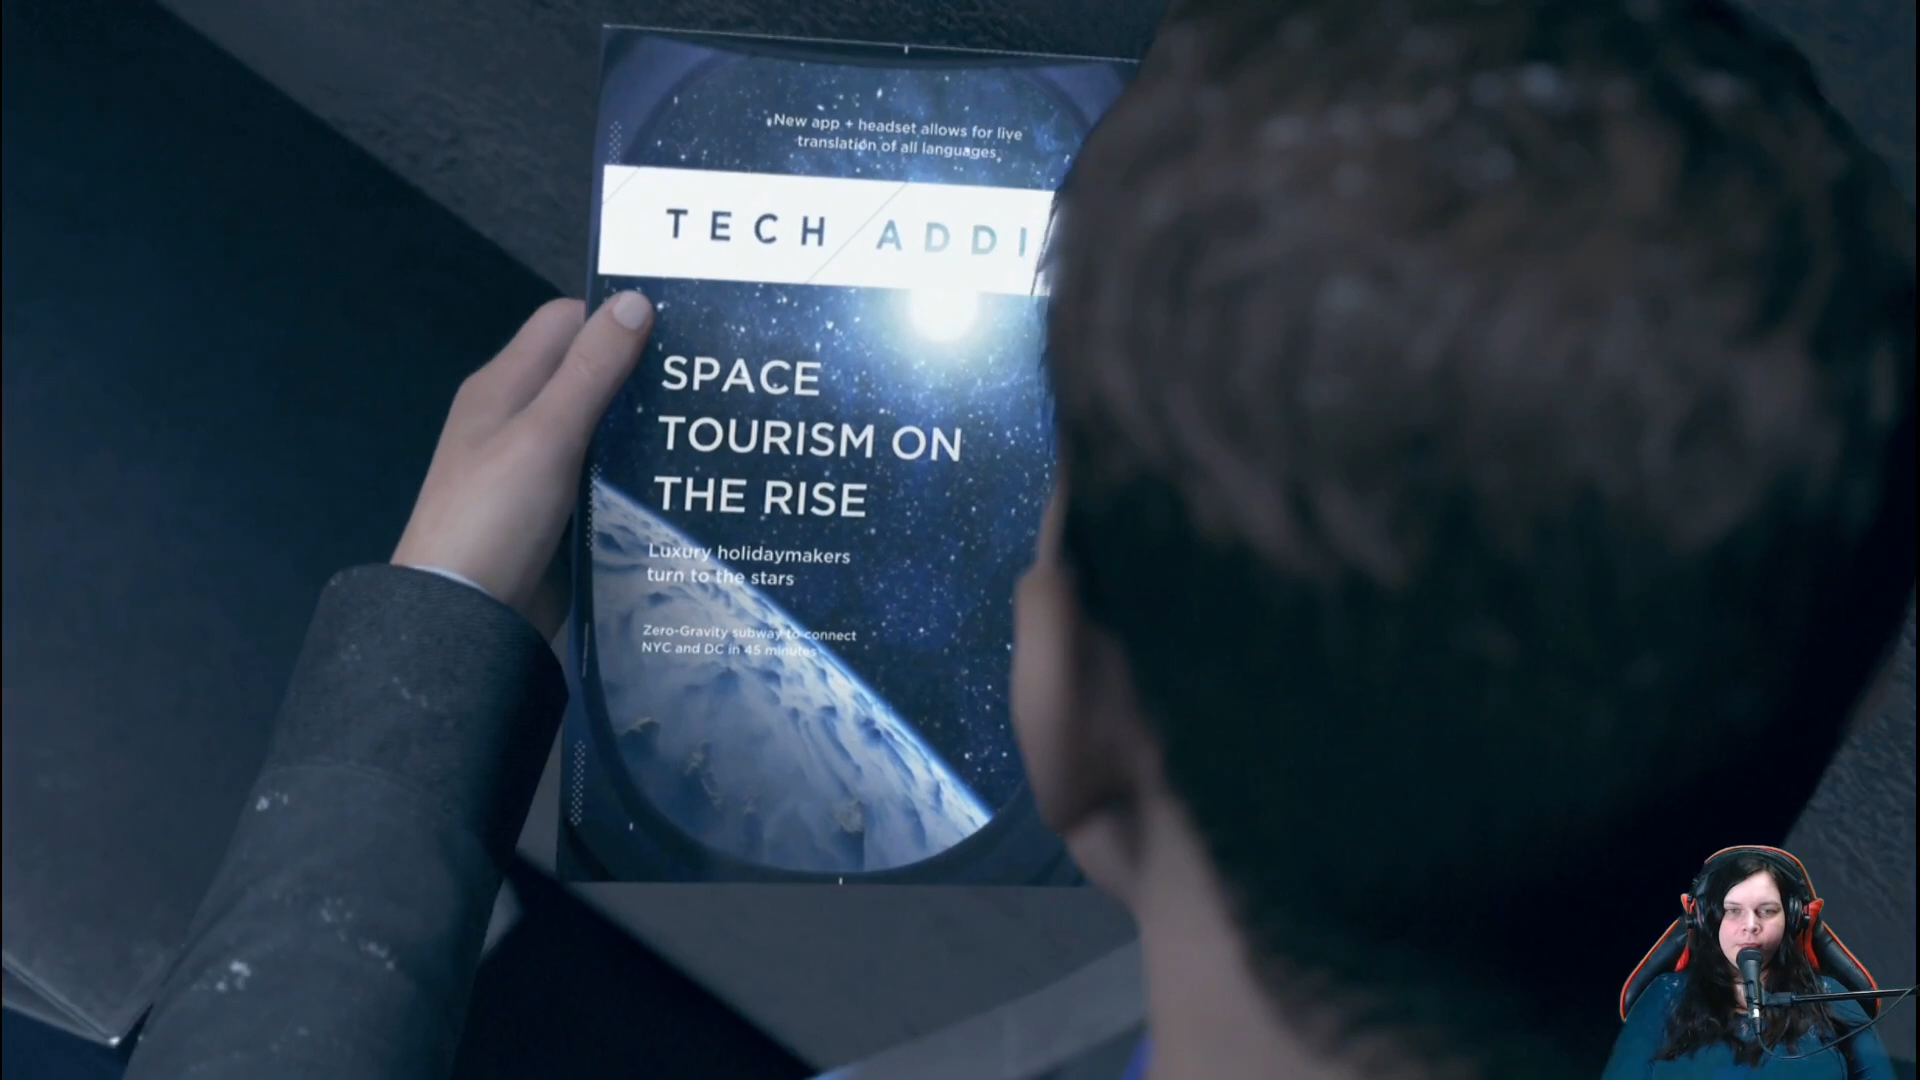 New app + headset allows for live
translation of all languages
TECH ADDI
SPACE
TOURISM ON
THE RISE
Luxury holidaymakers
turn to the stars
Zero-Gravity subway to connect
NYC and DC in 45 minutes